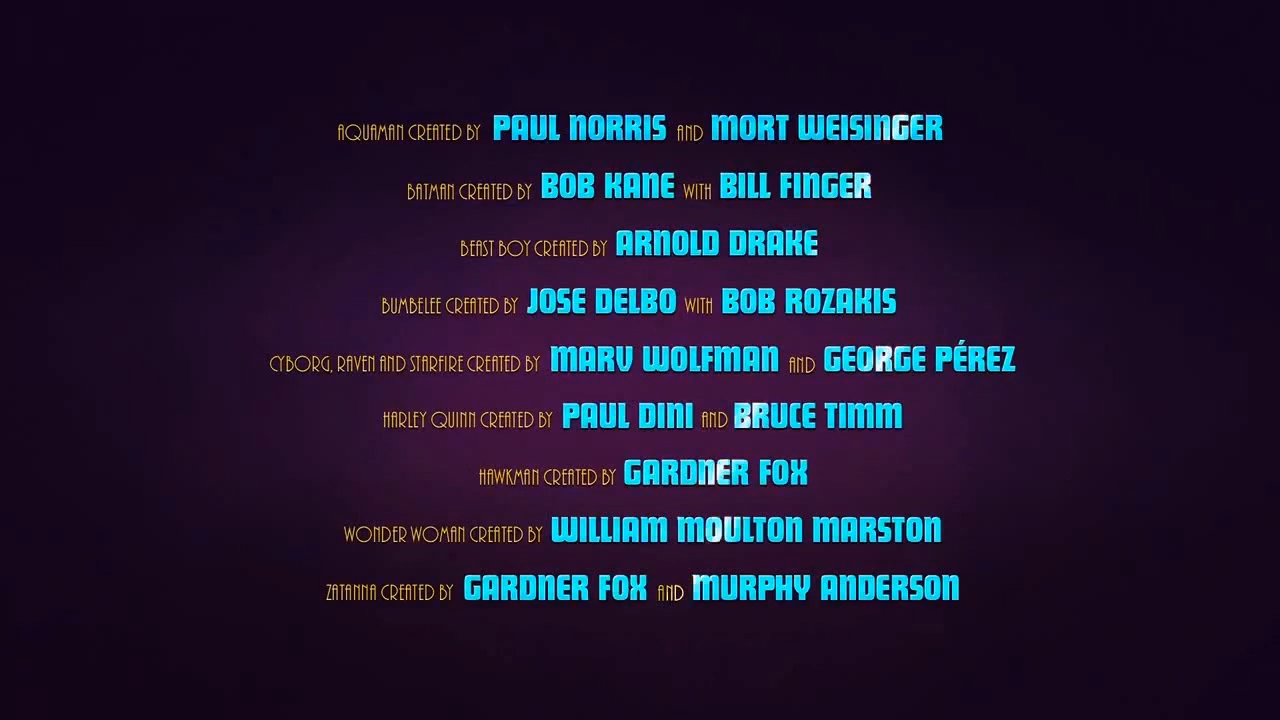 AQUAMAN CREATED BY PAUL NORRIS AND MORT WEISINGER
BATMAN CREATED BY BOB KANE WITH BILL FINGER
BEAST BOY CREATED BY ARNOLD DRAKE
BUMBELEE CREATED BY JOSE DELBO WITH BOB ROZAKIS
CYBORG, RAVEN AND STARFIRE CREATED BY MARV WOLFMAN AND GEORGE PÉREZ
HARLEY QUINN CREATED BY PAUL DINI AND BRUCE TIMM
HAWKMAN CREATED BY GARDNER FOX
WONDER WOMAN CREATED BY WILLIAM MOULTON MARSTON
ZATANNA CREATED BY GARDNER FOX AND MURPHY ANDERSON